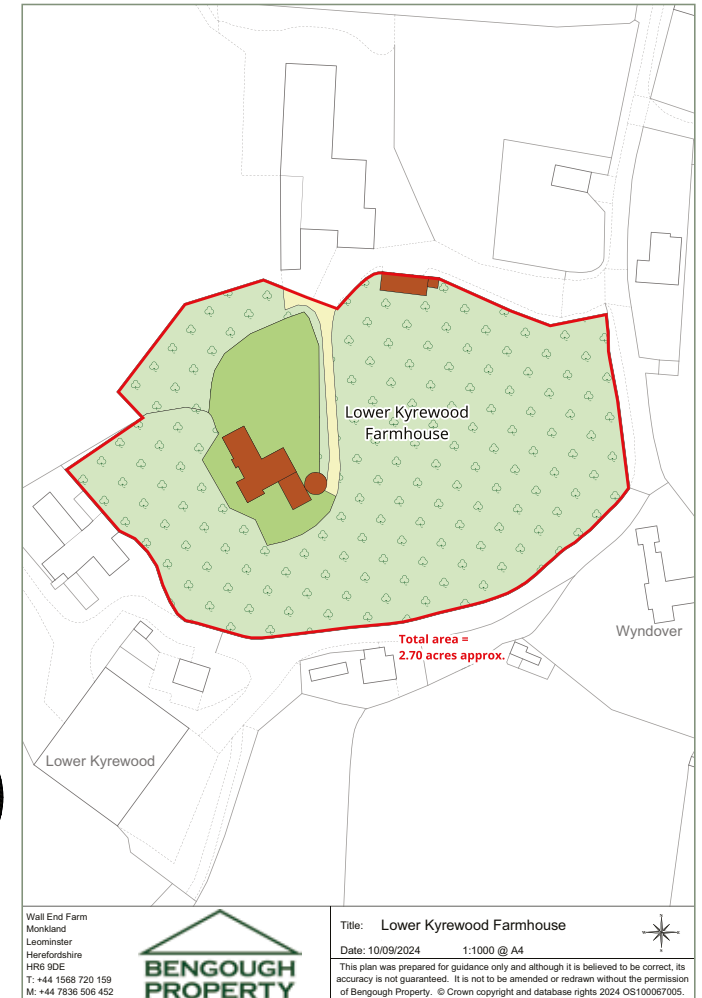 Lower Kyrewood
Farmhouse
Wyndover
Total area =
2.70 acres approx.
Lower Kyrewood
Wall End Farm
Monkland
Leominster
Herefordshire
HR6 9DE
T: +44 1568 720 159
M: +44 7836 506 452
BENGOUGH
PROPERTY
Title: Lower Kyrewood Farmhouse
Date: 10/09/2024 1:1000 @ A4
This plan was prepared for guidance only and although it is believed to be correct, its
accuracy is not guaranteed. It is not to be amended or redrawn without the permission
of Bengough Property. © Crown copyright and database rights 2024 OS100067005.